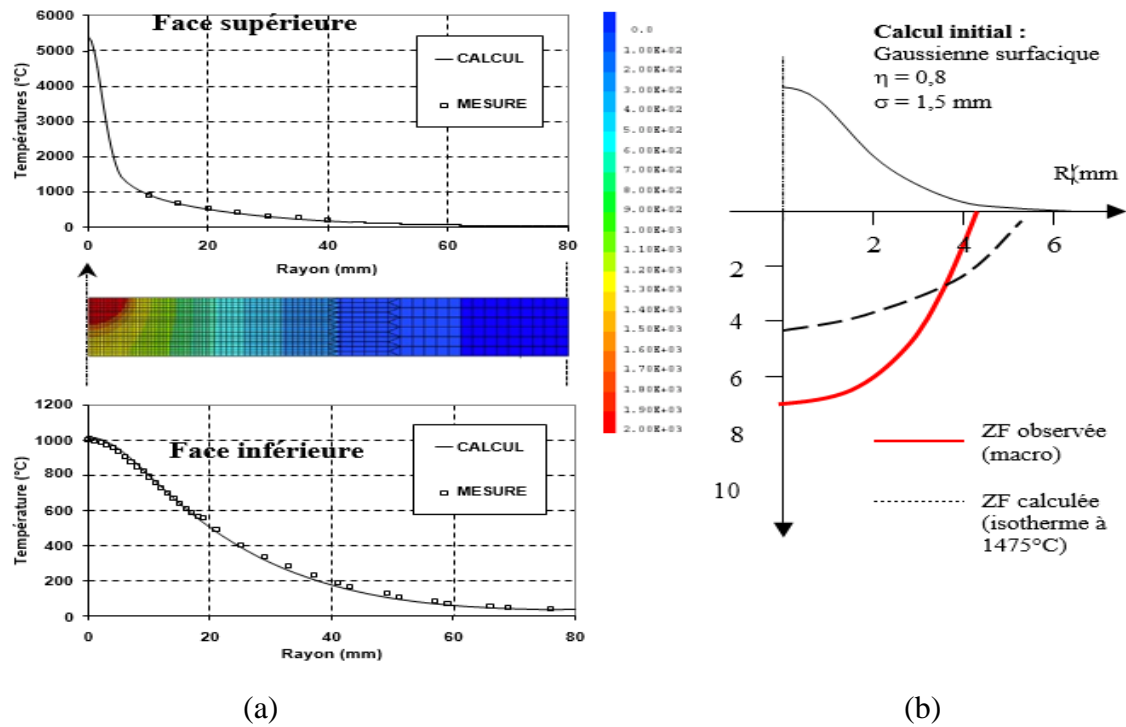 Face supérieure
Températures (°C)
6000
5000
4000
3000
2000
1000
0
CALCUL
MESURE
0
20
40
60
80
Rayon (mm)
0.0
1.00E+02
2.00E+02
3.00E+02
4.00E+02
5.00E+02
6.00E+02
7.00E+02
8.00E+02
9.00E+02
1.00E+03
1.10E+03
1.20E+03
1.30E+03
1.40E+03
1.50E+03
1.60E+03
1.70E+03
1.80E+03
1.90E+03
2.00E+03
Face inférieure
Température (°C)
1200
1000
800
600
400
200
0
CALCUL
MESURE
0
20
40
60
80
Rayon (mm)
(a)
Calcul initial :
Gaussienne surfacique
η = 0,8
σ = 1,5 mm
mm
2
4
6
2
4
6
8
10
ZF observée
(macro)
ZF calculée
(isotherme à
1475°C)
(b)